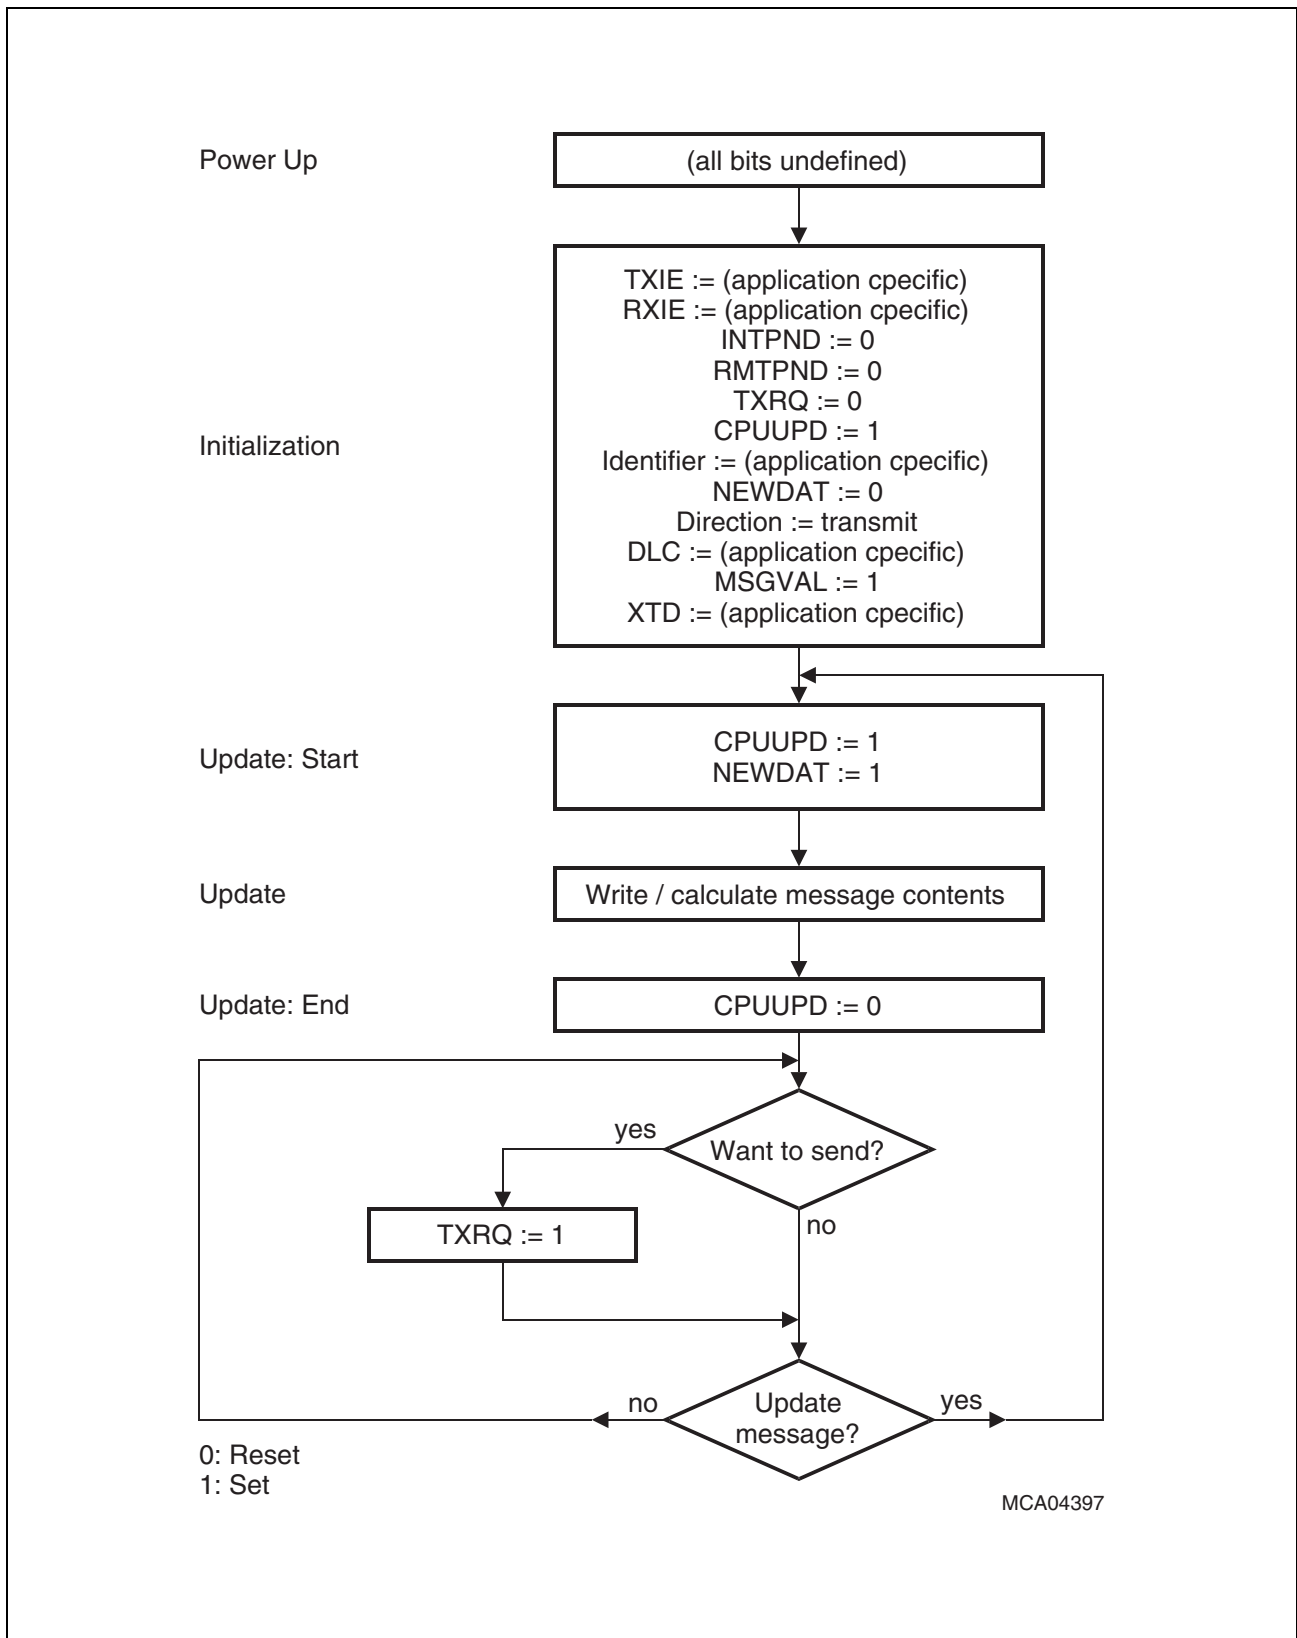 Power Up
(all bits undefined)
TXIE := (application cpecific)
RXIE := (application cpecific)
INTPND := 0
RMTPND := 0
TXRQ := 0
CPUUPD := 1
Initialization
Identifier := (application cpecific)
NEWDAT := 0
Direction := transmit
DLC := (application cpecific)
MSGVAL := 1
XTD := (application cpecific)
Update: Start
CPUUPD := 1
NEWDAT := 1
Update
Write / calculate message contents
Update: End
CPUUPD := 0
yes
Want to send?
TXRQ := 1
no
no
Update
message?
yes
0: Reset
1: Set
MCA04397